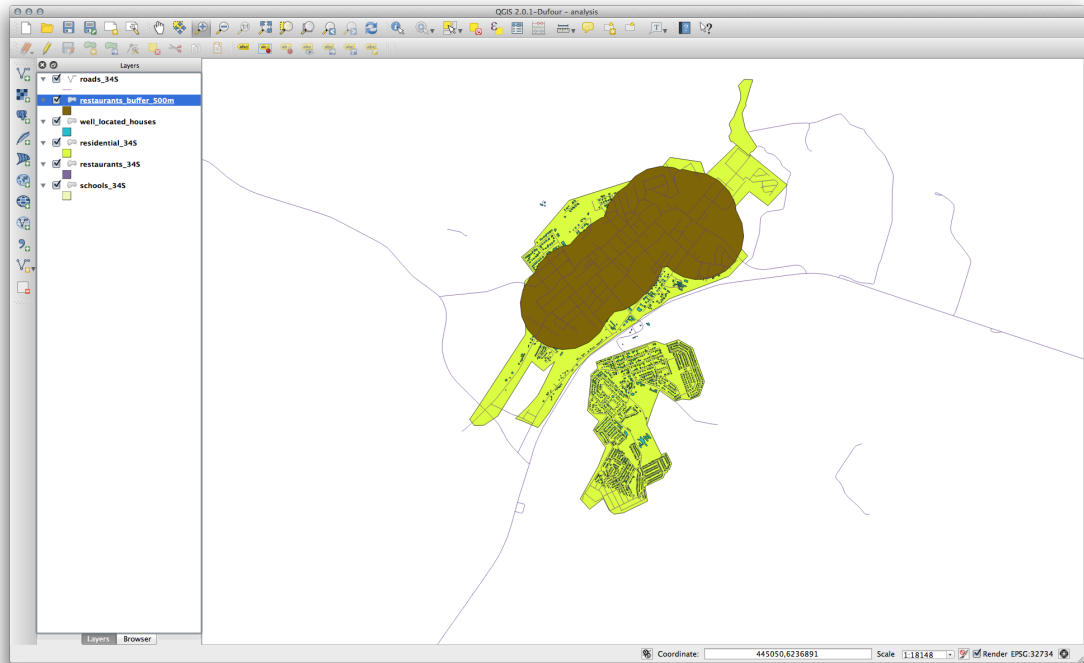 QGIS 2.0.1-Dufour - analysis
Layers
roads_34S
restaurants_buffer_500m
well_located_houses
residential_34S
restaurants_34S
schools_34S
Layers Browser
Coordinate: 445050,6236891 Scale 1:18148 Render EPSG:32734